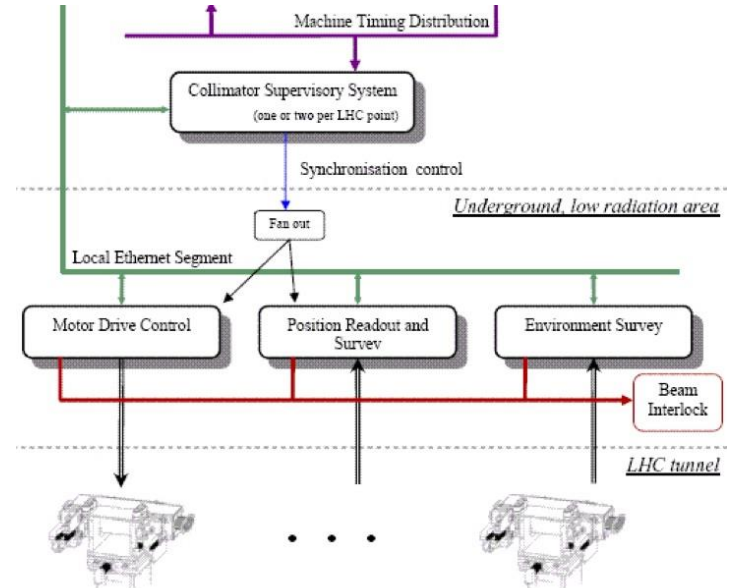 Machine Timing Distribution
Collimator Supervisory System
(one or two per LHC point)
Synchronisation control
Underground, low radiation area
Fan out
Local Ethernet Segment
Motor Drive Control
Position Readout and
Survev
Environment Survey
Beam
Interlock
LHC tunnel